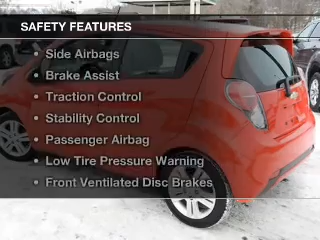 SAFETY FEATURES
• Side Airbags
• Brake Assist
• Traction Control
• Stability Control
• Passenger Airbag
• Low Tire Pressure Warning
• Front Ventilated Disc Brakes